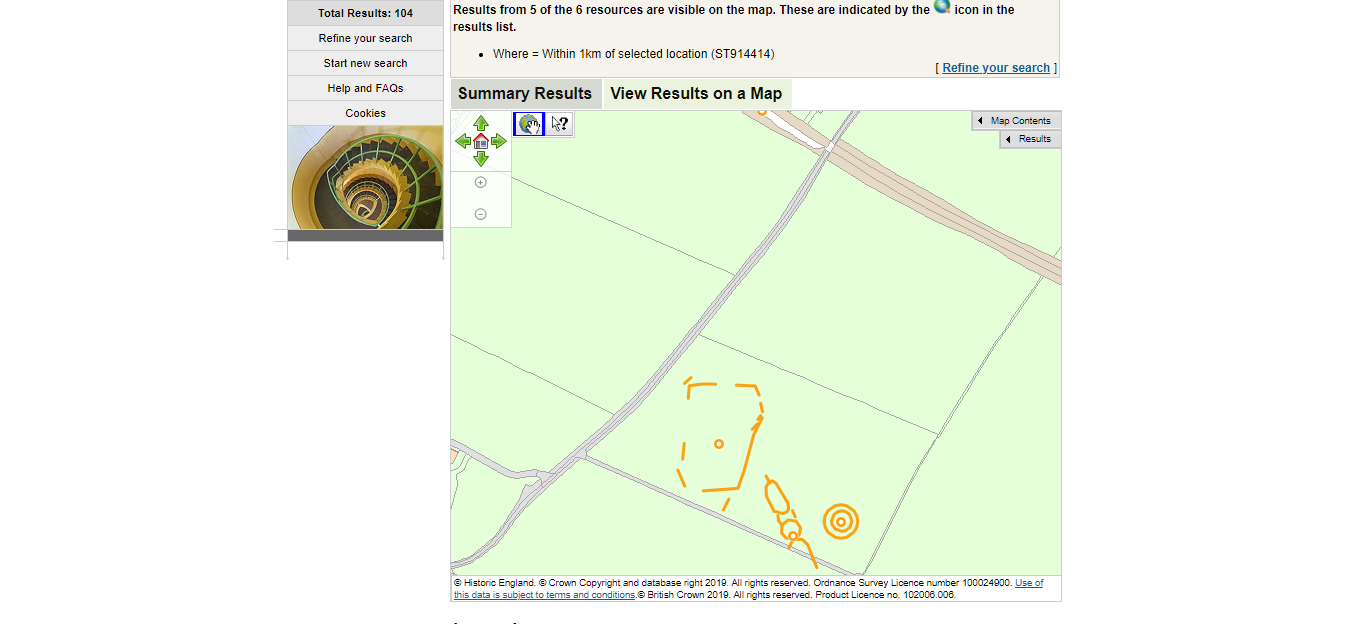 Total Results: 104
Refine your search
Start new search
Help and FAQs
Cookies
Results from 5 of the 6 resources are visible on the map. These are indicated by the icon in the
results list.
• Where = Within 1km of selected location (ST914414)
[ Refine your search ]
Summary Results
View Results on a Map
Map Contents
Results
© Historic England. © Crown Copyright and database right 2019. All rights reserved. Ordnance Survey Licence number 100024900. Use of
this data is subject to terms and conditions.© British Crown 2019. All rights reserved. Product Licence no. 102006.006.